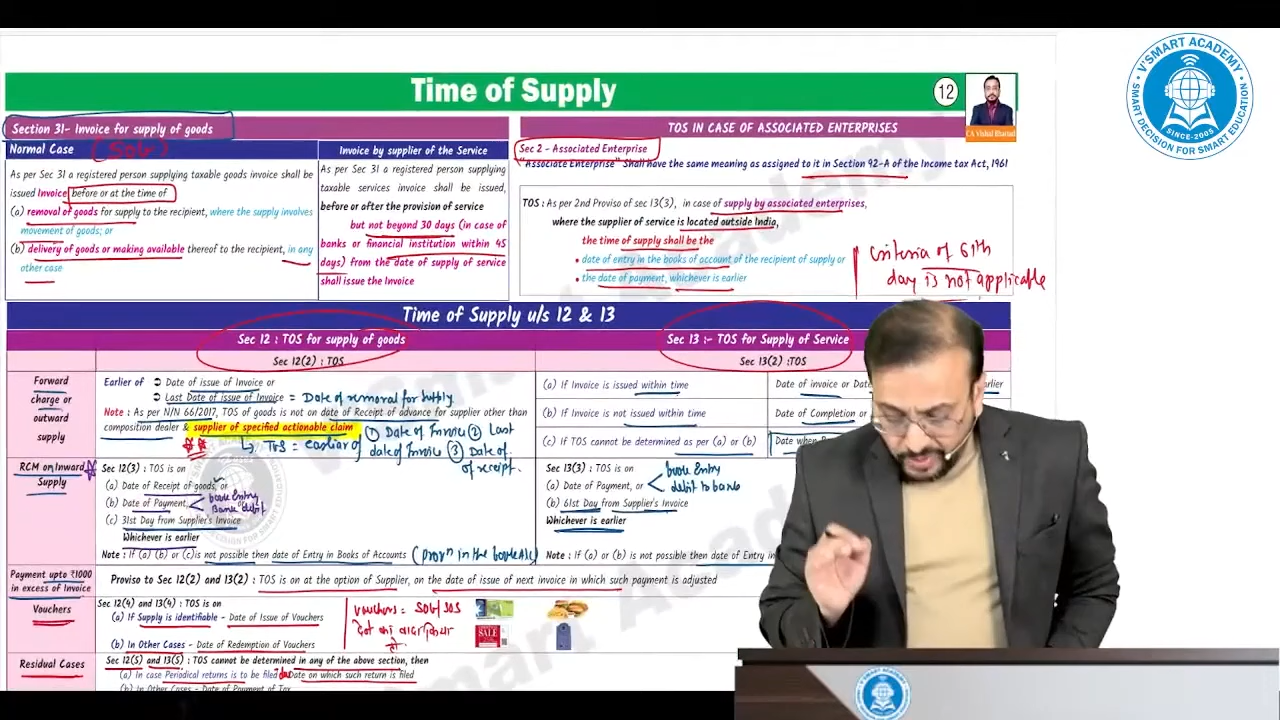 V'SMART ACADEMY
SMART DECISION FOR SMART EDUCATION
SINCE-2005
Time of Supply
12
CA Vishal Bhattad
Section 31- Invoice for supply of goods
Normal Case
(SOG)
As per Sec 31 a registered person supplying taxable goods invoice shall be
issued Invoice before or at the time of
(a) removal of goods for supply to the recipient, where the supply involves
movement of goods; or
(b) delivery of goods or making available thereof to the recipient, in any
other case
Invoice by supplier of the Service
As per Sec 31 a registered person supplying
taxable services invoice shall be issued,
before or after the provision of service
but not beyond 30 days (in case of
banks or financial institution within 45
days) from the date of supply of service
shall issue the Invoice
TOS IN CASE OF ASSOCIATED ENTERPRISES
Sec 2 - Associated Enterprise
"Associate Enterprise" Shall have the same meaning as assigned to it in Section 92-A of the Income tax Act, 1961
TOS : As per 2nd Proviso of sec 13(3), in case of supply by associated enterprises,
where the supplier of service is located outside India,
the time of supply shall be the
• date of entry in the books of account of the recipient of supply or
• the date of payment, whichever is earlier
Criteria of 61th
day is not applicable
Time of Supply u/s 12 & 13
Sec 12 : TOS for supply of goods
Sec 13 :- TOS for Supply of Service
Sec 12(2) : TOS
Sec 13(2) :TOS
Forward
charge or
outward
supply
Earlier of ➲ Date of issue of Invoice or
➲ Last Date of issue of Invoice = Date of removal for supply
Note : As per N/N 66/2017, TOS of goods is not on date of Receipt of advance for supplier other than
composition dealer & supplier of specified actionable claim
↳ TOS = earlier of ① Date of Invoice ② Last
date of Invoice ③ Date of
of receipt.
(a) If Invoice is issued within time
Date of invoice or Date
earlier
(b) If Invoice is not issued within time
Date of Completion or
(c) If TOS cannot be determined as per (a) or (b)
Date when
RCM on Inward
Supply
Sec 12(3) : TOS is on
(a) Date of Receipt of goods, or
(b) Date of Payment, book Entry
or
Bank debit
(c) 31st Day from Supplier's Invoice
Whichever is earlier
Note : If (a) (b) or (c)is not possible then date of Entry in Books of Accounts (provn in the book A/c)
Sec 13(3) : TOS is on
(a) Date of Payment, or
book Entry
debit to bank
(b) 61st Day from Supplier's Invoice
Whichever is earlier
Note : If (a) or (b) is not possible then date of Entry in
Payment upto ₹1000
in excess of Invoice
Proviso to Sec 12(2) and 13(2) : TOS is on at the option of Supplier, on the date of issue of next invoice in which such payment is adjusted
Vouchers
Sec 12(4) and 13(4) : TOS is on
(a) If Supply is identifiable - Date of Issue of Vouchers
(b) In Other Cases - Date of Redemption of Vouchers
Vouchers = SOG/SOS
SALE
Residual Cases
Sec 12(5) and 13(5) : TOS cannot be determined in any of the above section, then
(a) In case Periodical returns is to be filed - Date on which such return is filed
(b) In Other Cases - Date of Payment of Tax